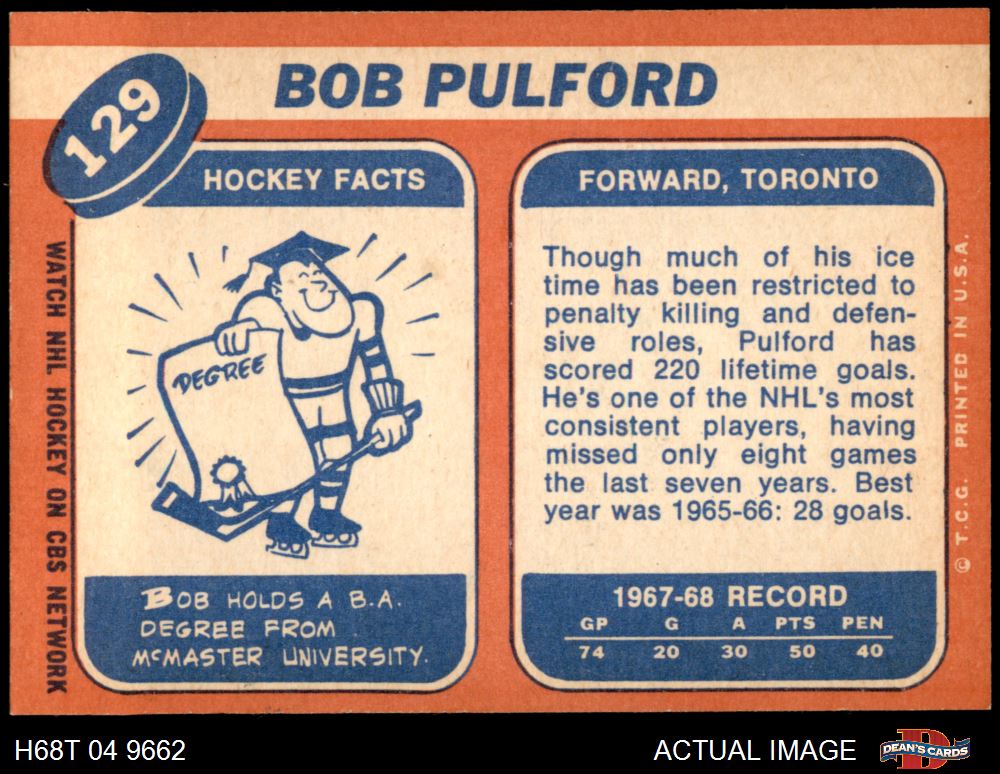 129
BOB PULFORD
HOCKEY FACTS
DEGREE
BOB HOLDS A B.A.
DEGREE FROM
McMASTER UNIVERSITY.
FORWARD, TORONTO
Though much of his ice
time has been restricted to
penalty killing and defen-
sive roles, Pulford has
scored 220 lifetime goals.
He's one of the NHL's most
consistent players, having
missed only eight games
the last seven years. Best
year was 1965-66: 28 goals.
1967-68 RECORD
GP G A PTS PEN
74 20 30 50 40
WATCH NHL HOCKEY ON CBS NETWORK
© T.C.G. PRINTED IN U.S.A.
H68T 04 9662
ACTUAL IMAGE
DEAN'S CARDS